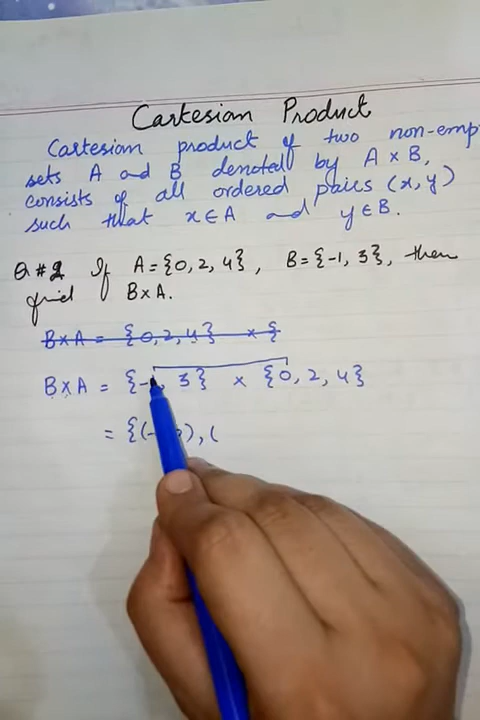 Cartesian Product
Cartesian product of two non-emp
sets A and B denoted by A × B,
consists of all ordered pairs (x, y)
such that x ∈ A and y ∈ B.
Q #2 If A = {0, 2, 4}, B = {-1, 3}, then
find B×A.
B×A = {0, 2, 4} × {
B×A = {- , 3} × {0, 2, 4}
= {(- ), (